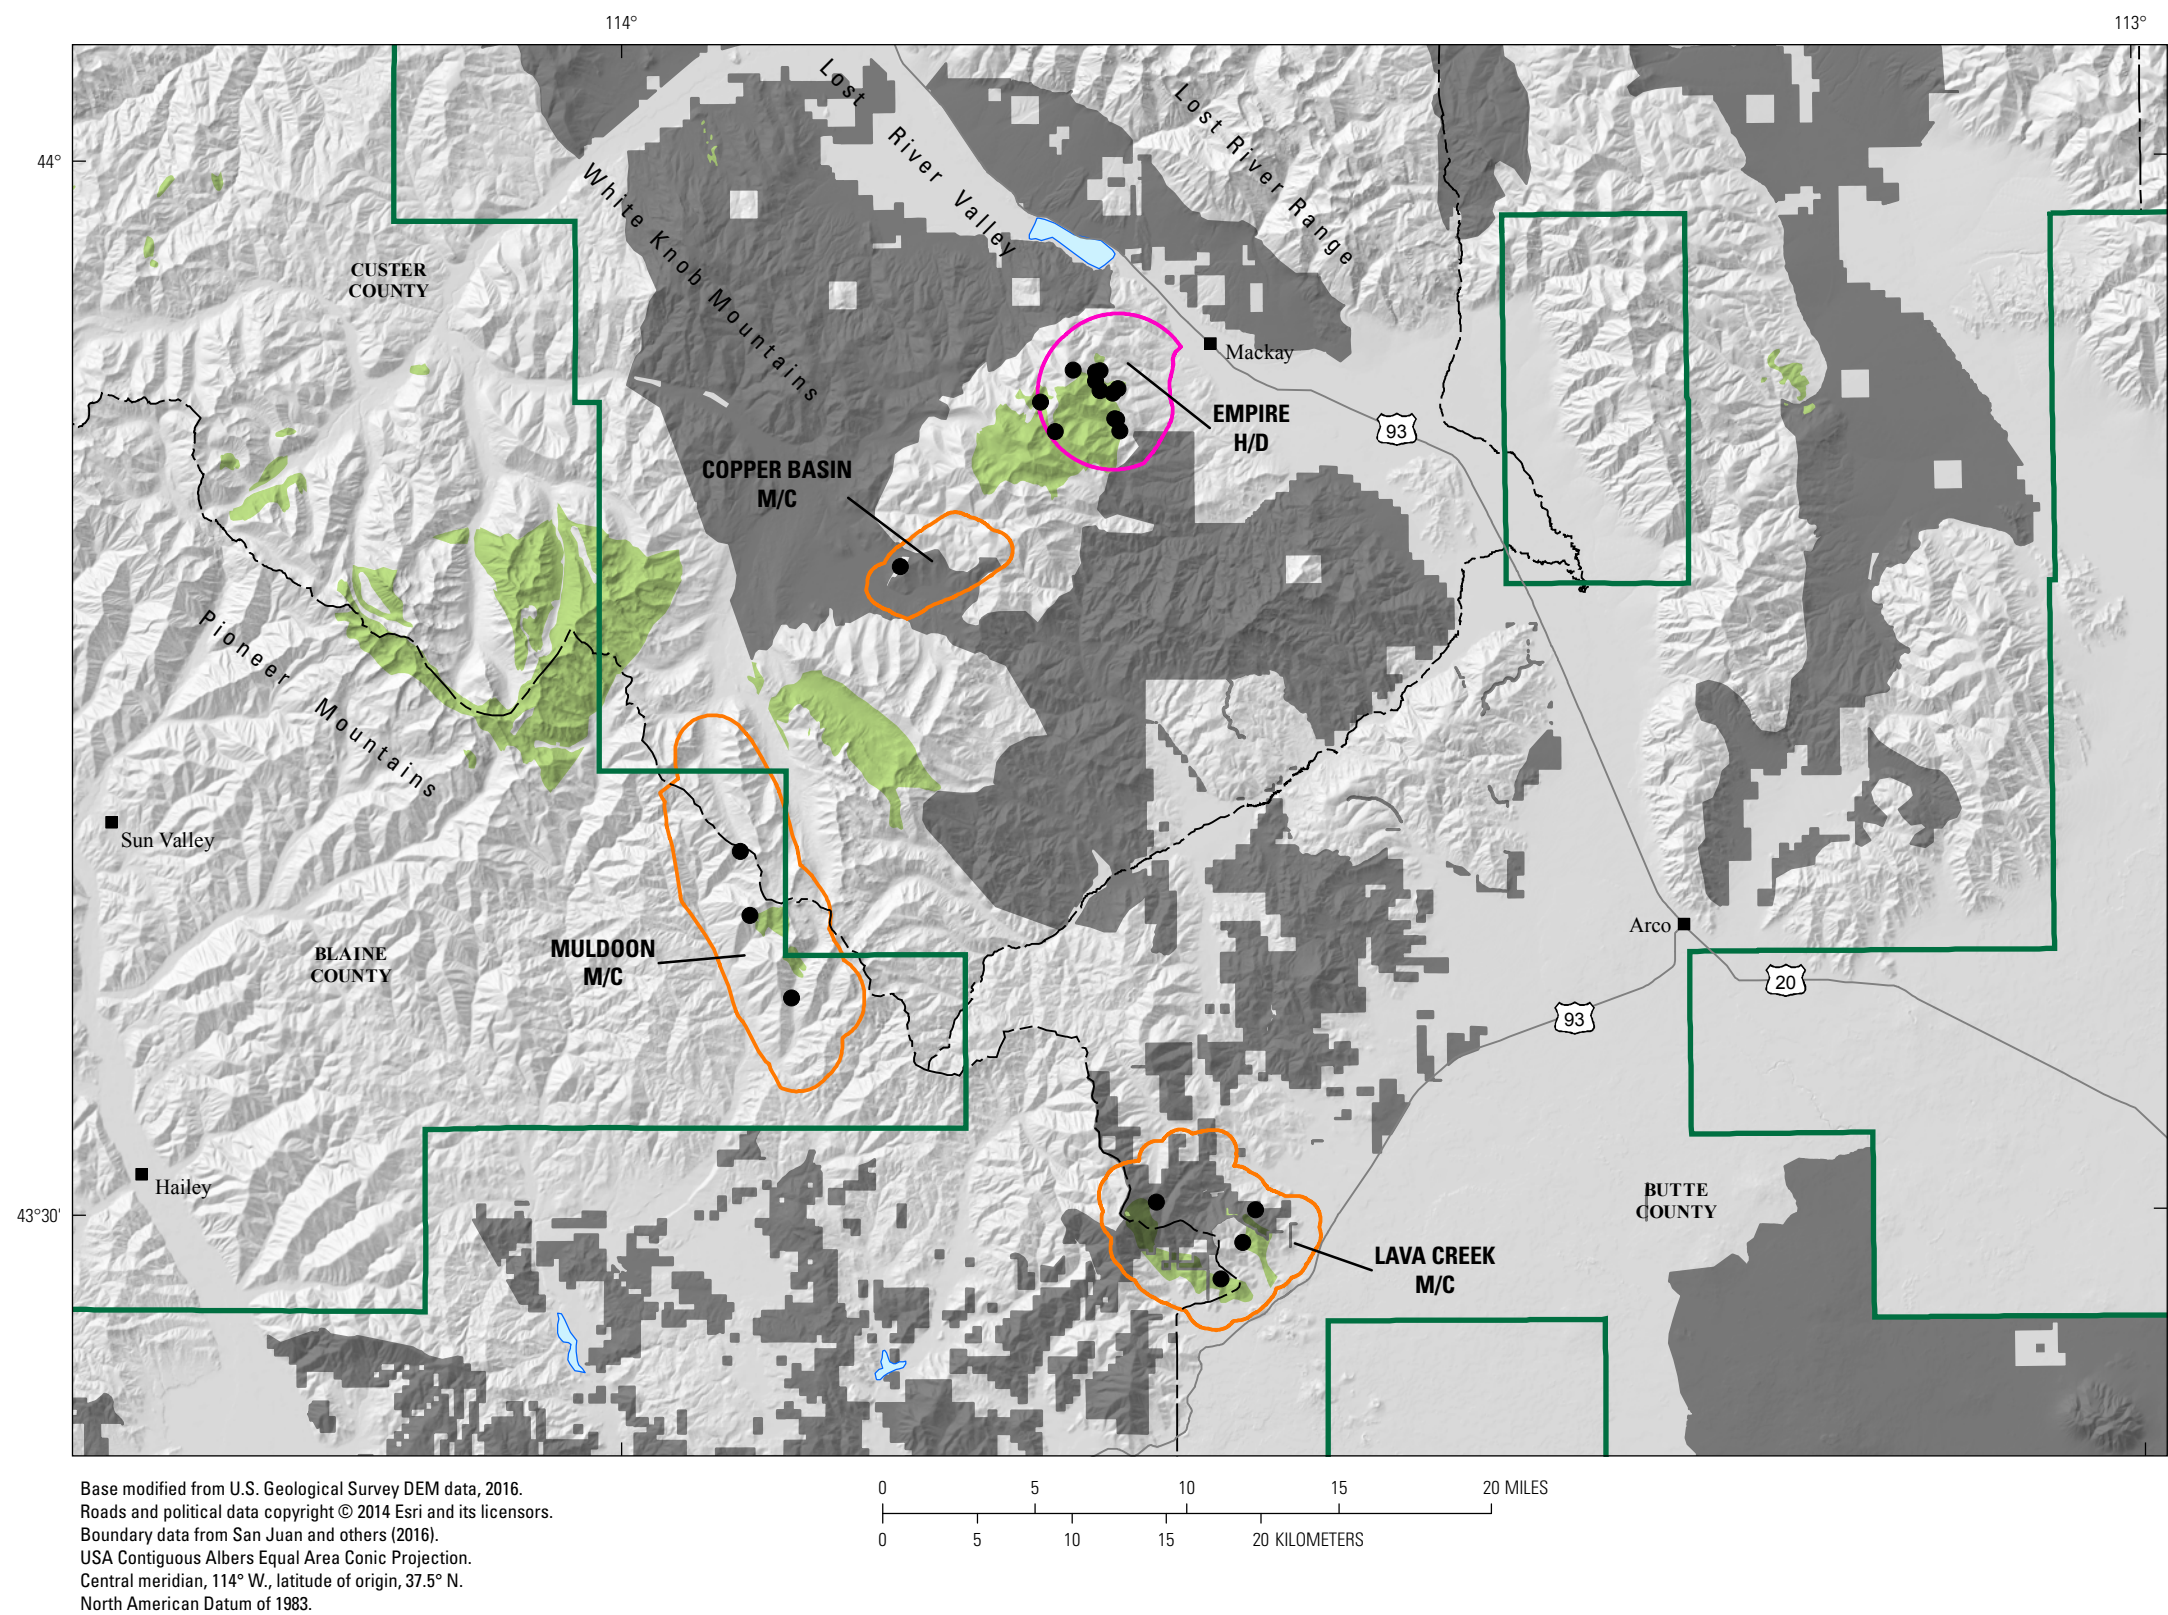 114°
113°
44°
43°30'
Lost River Valley
Lost River Range
White Knob Mountains
CUSTER
COUNTY
Mackay
EMPIRE
H/D
93
COPPER BASIN
M/C
Pioneer Mountains
Sun Valley
Arco
BLAINE
COUNTY
MULDOON
M/C
20
93
Hailey
BUTTE
COUNTY
LAVA CREEK
M/C
Base modified from U.S. Geological Survey DEM data, 2016.
Roads and political data copyright © 2014 Esri and its licensors.
Boundary data from San Juan and others (2016).
USA Contiguous Albers Equal Area Conic Projection.
Central meridian, 114° W., latitude of origin, 37.5° N.
North American Datum of 1983.
0 5 10 15 20 MILES
0 5 10 15 20 KILOMETERS